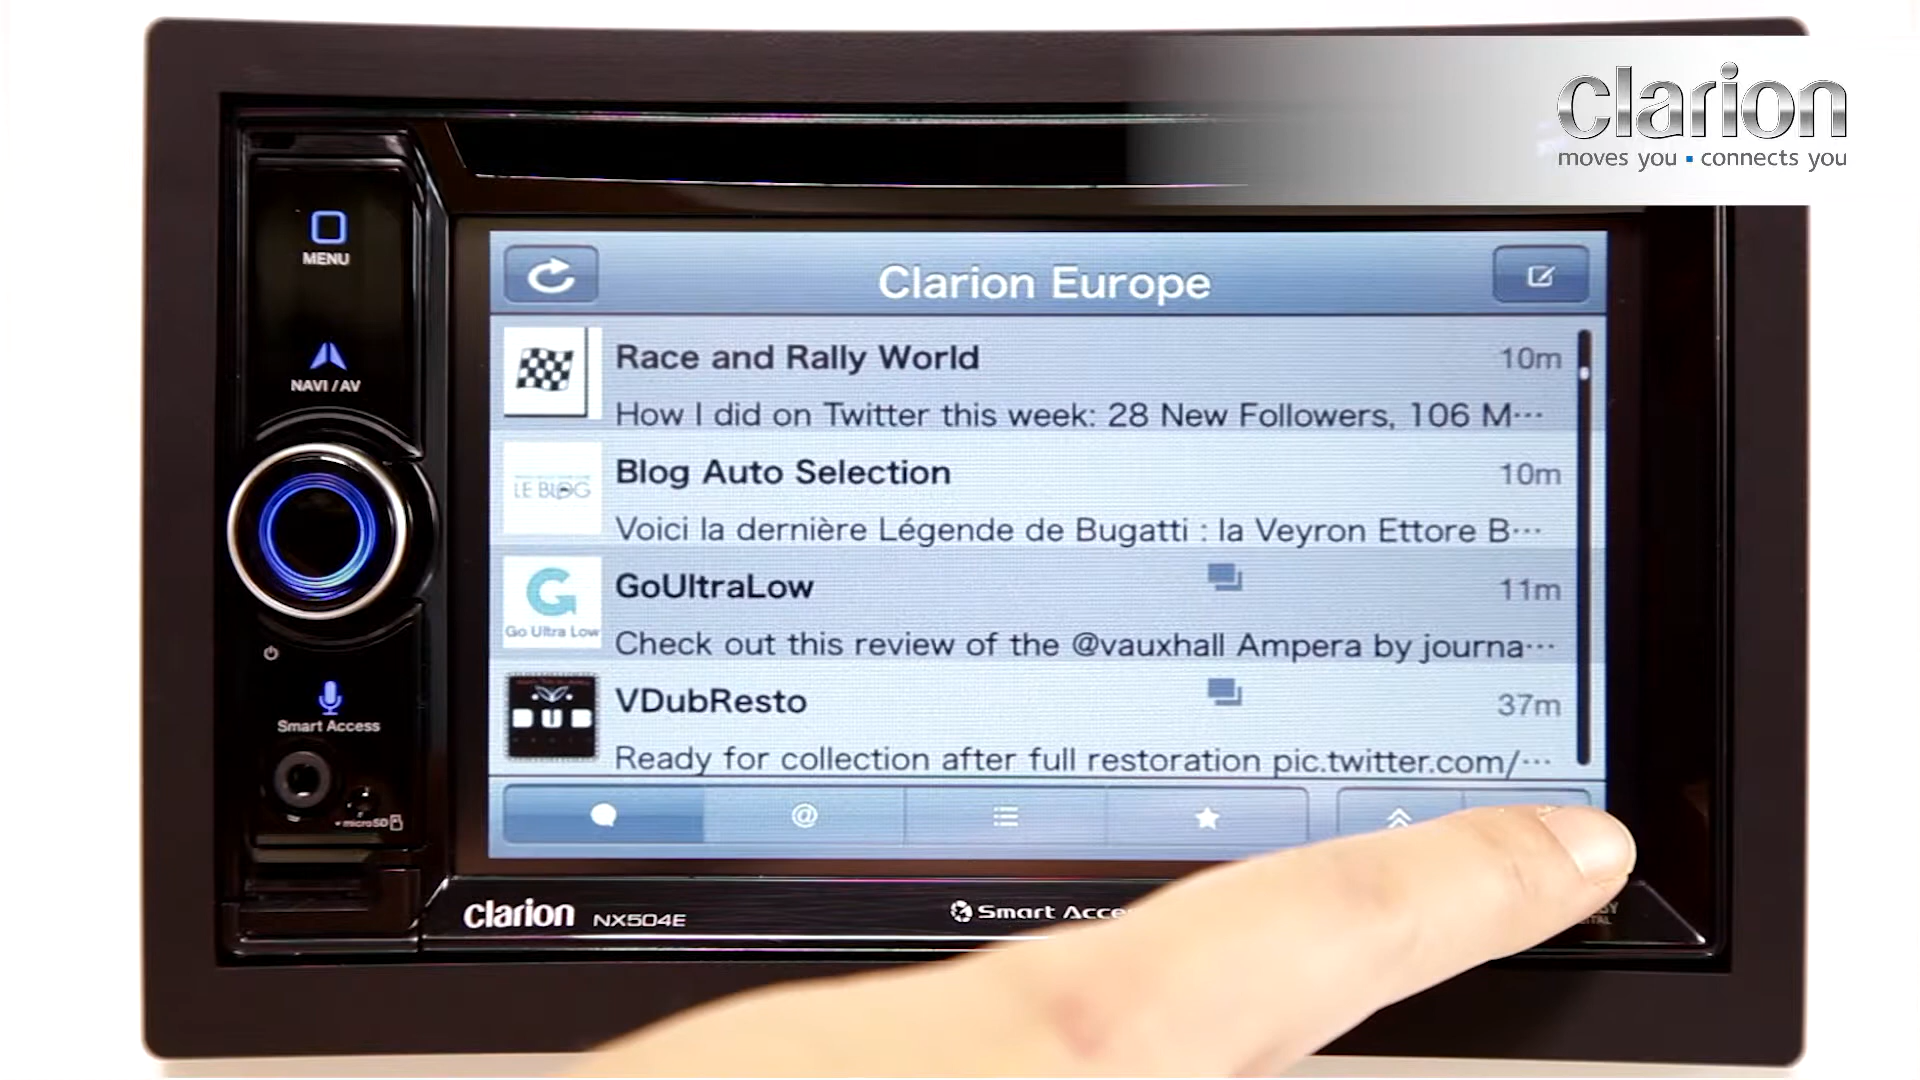 clarion
moves you ▪ connects you
MENU
NAVI / AV
Smart Access
microSD
Clarion Europe
Race and Rally World 10m
How I did on Twitter this week: 28 New Followers, 106 M…
LE BLOG
Blog Auto Selection 10m
Voici la dernière Légende de Bugatti : la Veyron Ettore B…
Go Ultra Low
GoUltraLow 11m
Check out this review of the @vauxhall Ampera by journa…
DUB
VDubResto 37m
Ready for collection after full restoration pic.twitter.com/…
@
clarion NX504E
Smart Acce